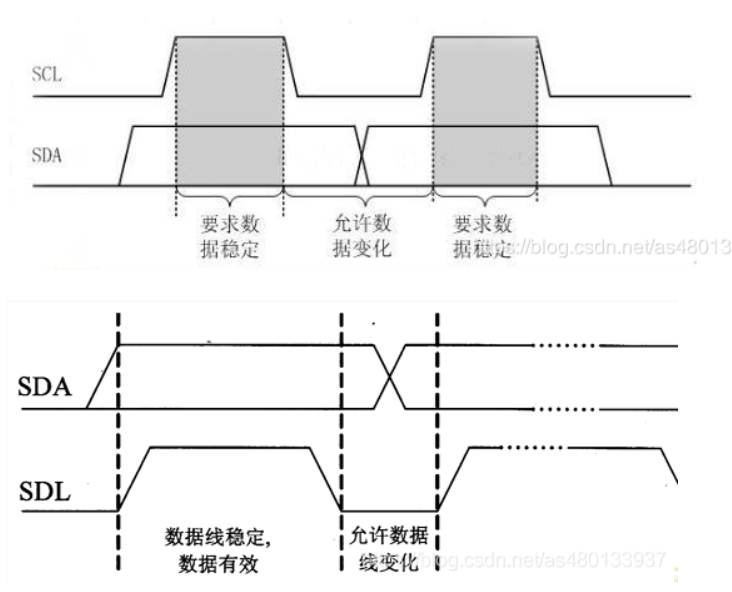 SCL
SDA
要求数 允许数 要求数
据稳定 据变化 据稳定
://blog.csdn.net/as48013
SDA
SDL
数据线稳定， 允许数据
数据有效 线变化
blog.csdn.net/as480133937